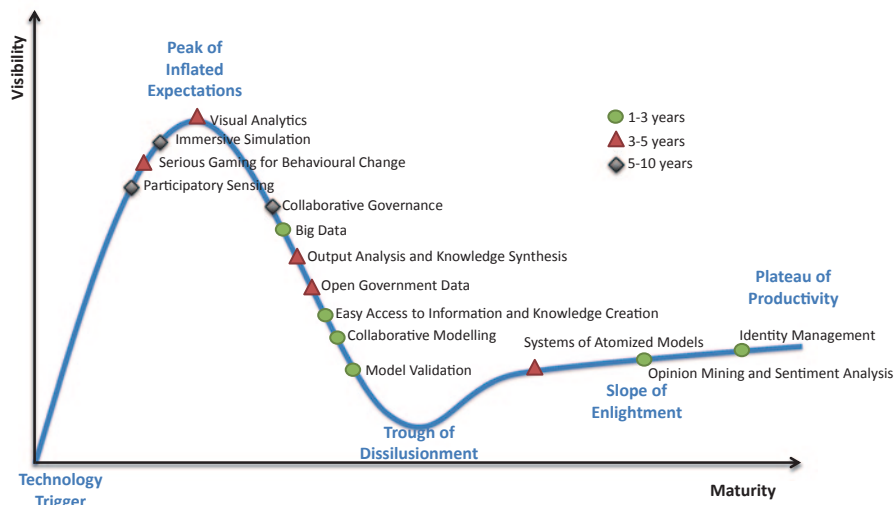 Visibility
Peak of
Inflated
Expectations
Visual Analytics
Immersive Simulation
Serious Gaming for Behavioural Change
Participatory Sensing
1-3 years
3-5 years
5-10 years
Collaborative Governance
Big Data
Output Analysis and Knowledge Synthesis
Open Government Data
Easy Access to Information and Knowledge Creation
Collaborative Modelling
Model Validation
Trough of
Dissilusionment
Systems of Atomized Models
Opinion Mining and Sentiment Analysis
Slope of
Enlightment
Plateau of
Productivity
Identity Management
Technology
Trigger
Maturity